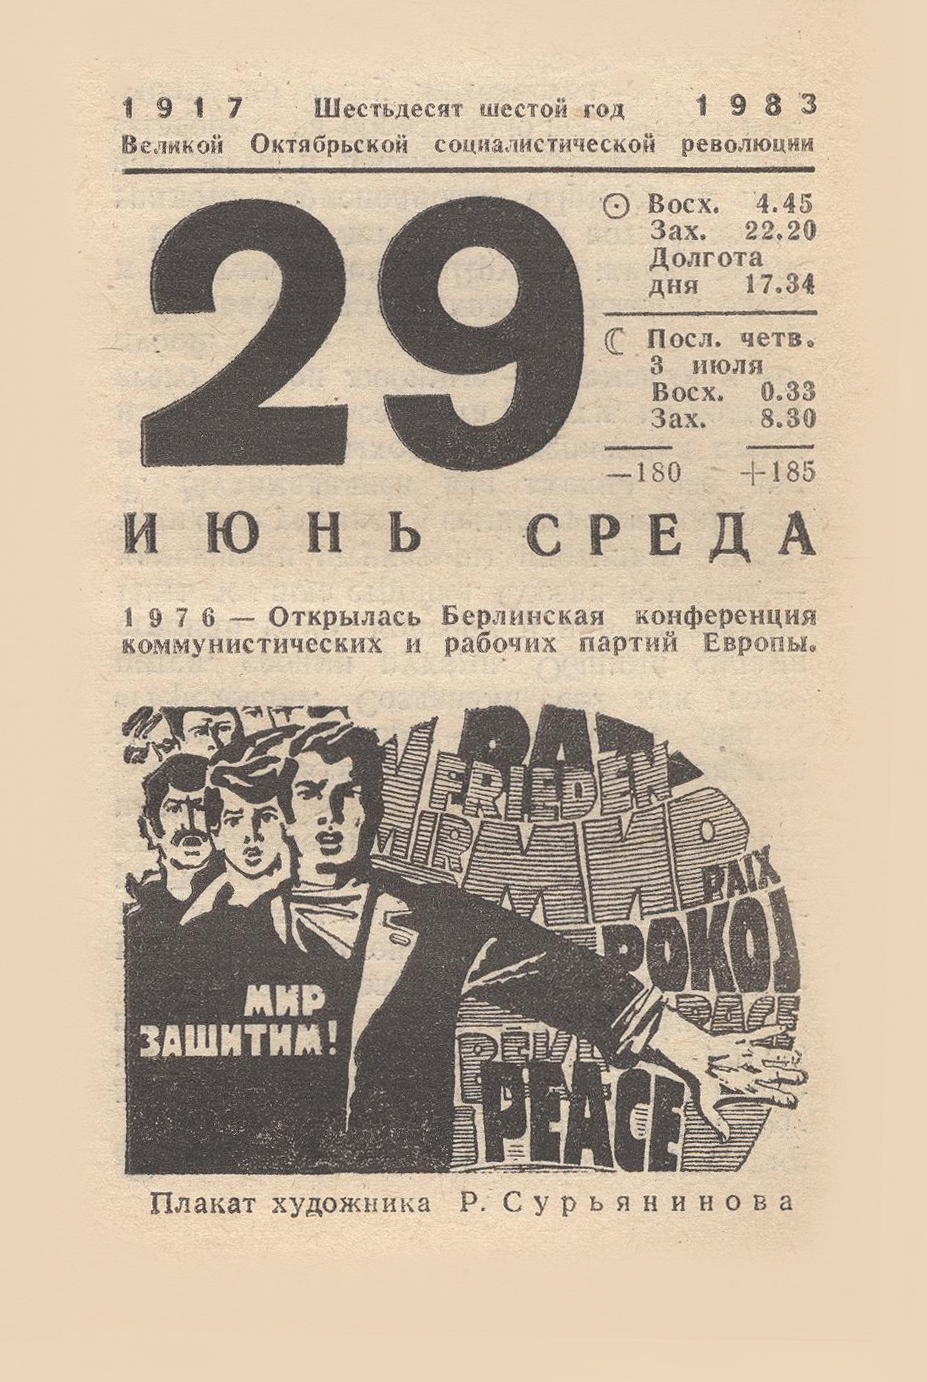 1917 Шестьдесят шестой год 1983
Великой Октябрьской социалистической революции
29
Восх. 4.45
Зах. 22.20
Долгота
дня 17.34
Посл. четв.
3 июля
Восх. 0.33
Зах. 8.30
—180 +185
ИЮНЬ СРЕДА
1976 — Открылась Берлинская конференция
коммунистических и рабочих партий Европы.
FRIEDEN
MIR
МИР
PAIX
POKOJ
PACE
PEACE
МИР
ЗАЩИТИМ!
Плакат художника Р. Сурьянинова